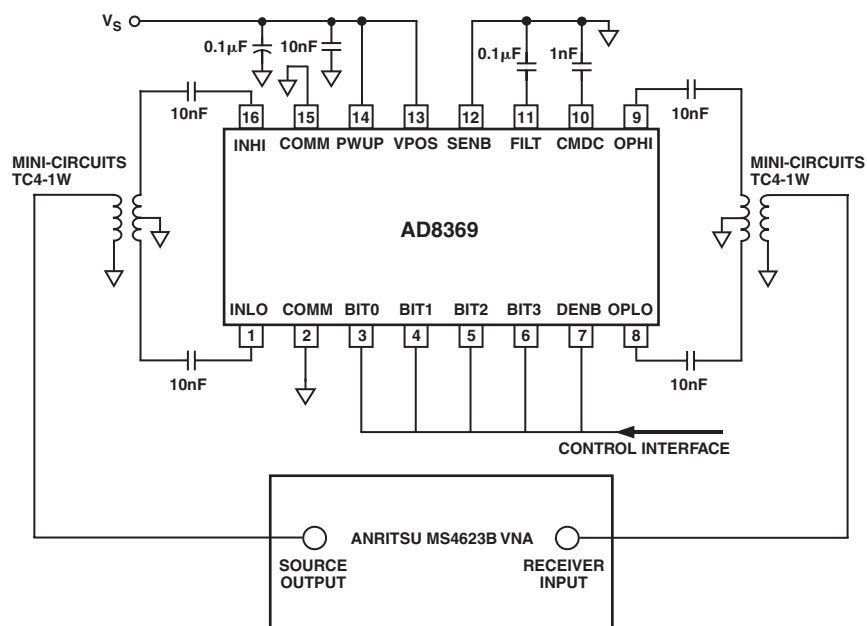 V_S
0.1µF 10nF
0.1µF 1nF
10nF
10nF
16 15 14 13 12 11 10 9
INHI COMM PWUP VPOS SENB FILT CMDC OPHI
MINI-CIRCUITS
TC4-1W
MINI-CIRCUITS
TC4-1W
AD8369
INLO COMM BIT0 BIT1 BIT2 BIT3 DENB OPLO
1 2 3 4 5 6 7 8
10nF
10nF
CONTROL INTERFACE
ANRITSU MS4623B VNA
SOURCE
OUTPUT
RECEIVER
INPUT